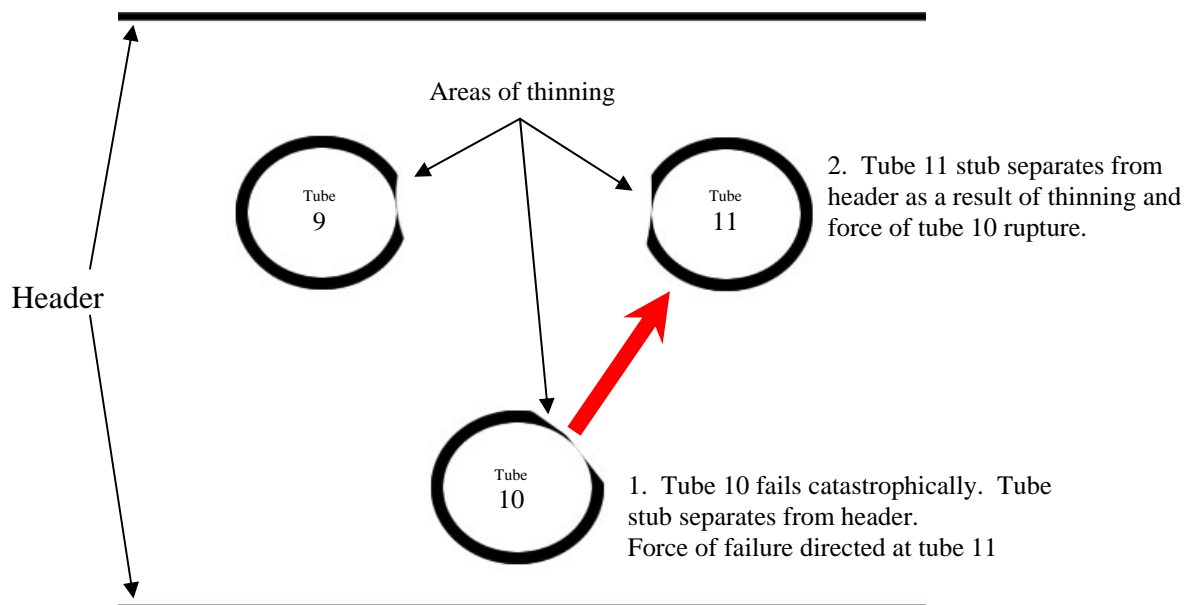 Areas of thinning
Tube
9
Tube
11
2.  Tube 11 stub separates from
header as a result of thinning and
force of tube 10 rupture.
Header
Tube
10
1.  Tube 10 fails catastrophically.  Tube
stub separates from header.
Force of failure directed at tube 11